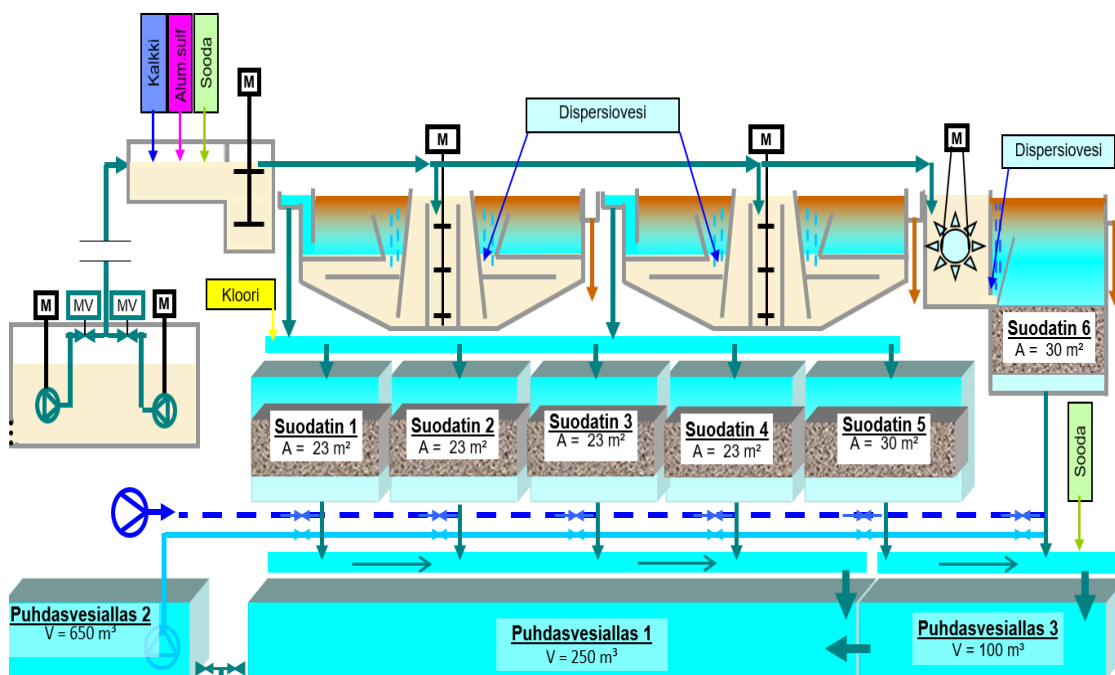 Kalkki
Alum.sulf.
Sooda
M
M
Dispersiovesi
M
M
Dispersiovesi
Kloori
M
MV
MV
M
Suodatin 6
A = 30 m²
Suodatin 1
A = 23 m²
Suodatin 2
A = 23 m²
Suodatin 3
A = 23 m²
Suodatin 4
A = 23 m²
Suodatin 5
A = 30 m²
Sooda
Puhdasvesiallas 2
V = 650 m³
Puhdasvesiallas 1
V = 250 m³
Puhdasvesiallas 3
V = 100 m³